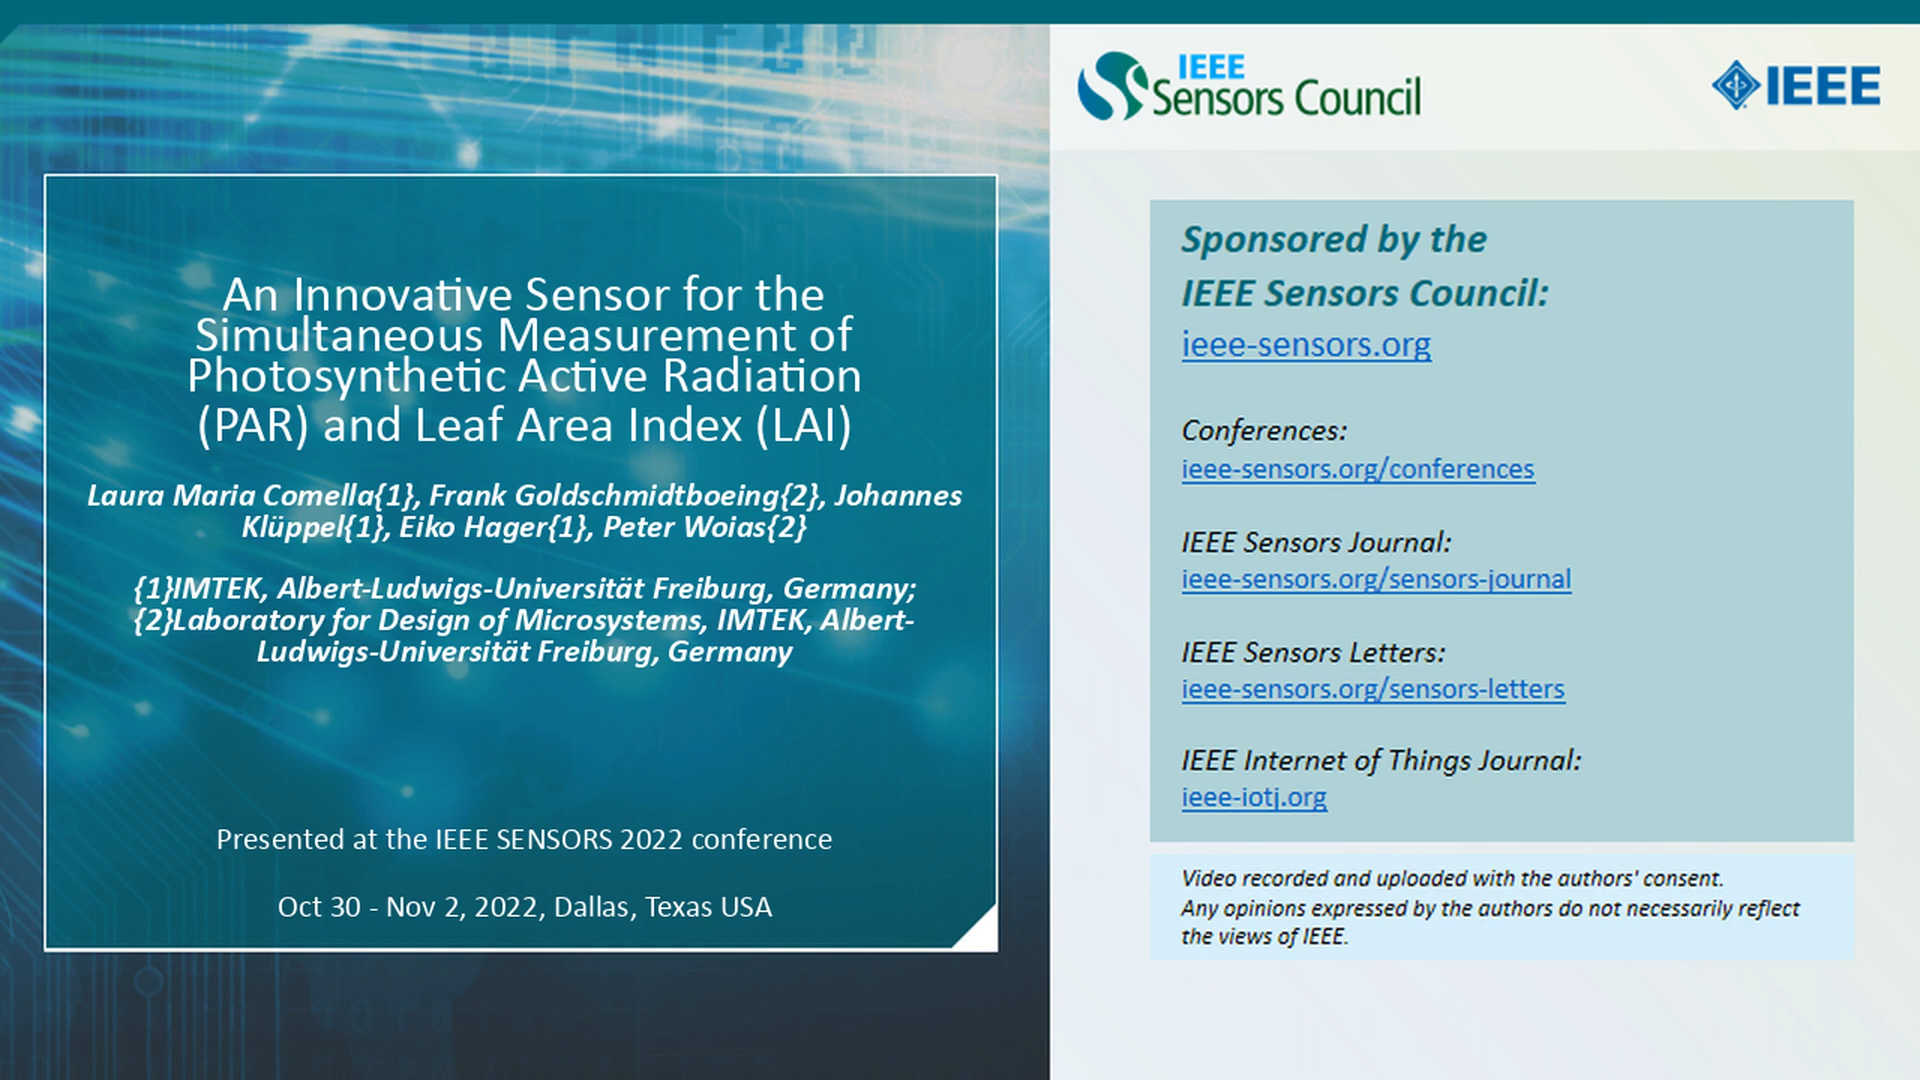 An Innovative Sensor for the
Simultaneous Measurement of
Photosynthetic Active Radiation
(PAR) and Leaf Area Index (LAI)
Laura Maria Comella{1}, Frank Goldschmidtboeing{2}, Johannes
Klüppel{1}, Eiko Hager{1}, Peter Woias{2}
{1}IMTEK, Albert-Ludwigs-Universität Freiburg, Germany;
{2}Laboratory for Design of Microsystems, IMTEK, Albert-
Ludwigs-Universität Freiburg, Germany
Presented at the IEEE SENSORS 2022 conference
Oct 30 - Nov 2, 2022, Dallas, Texas USA
IEEE
Sensors Council
IEEE
Sponsored by the
IEEE Sensors Council:
ieee-sensors.org
Conferences:
ieee-sensors.org/conferences
IEEE Sensors Journal:
ieee-sensors.org/sensors-journal
IEEE Sensors Letters:
ieee-sensors.org/sensors-letters
IEEE Internet of Things Journal:
ieee-iotj.org
Video recorded and uploaded with the authors' consent.
Any opinions expressed by the authors do not necessarily reflect
the views of IEEE.